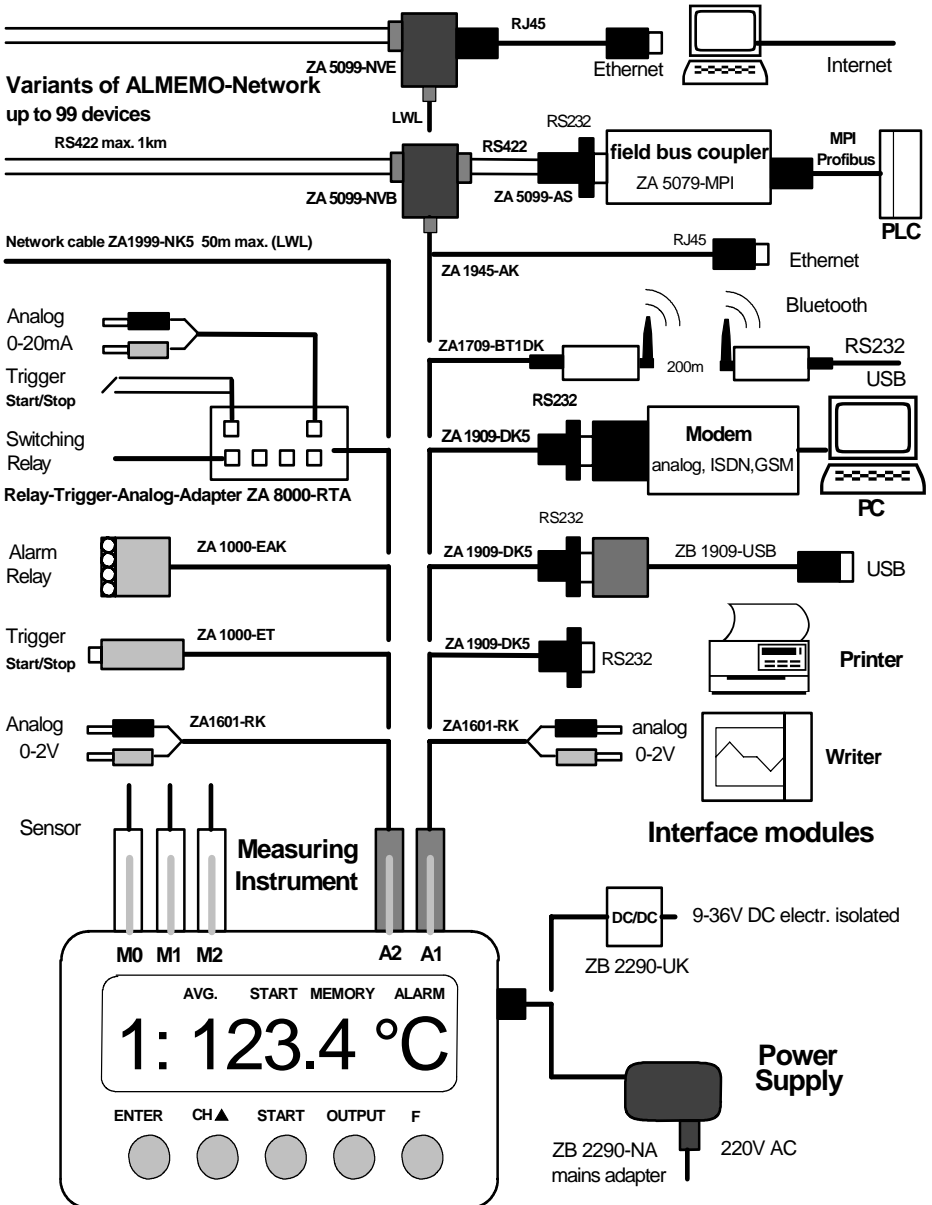 RJ45
ZA 5099-NVE
Ethernet
Internet
Variants of ALMEMO-Network
up to 99 devices
LWL
RS422 max. 1km
RS422
RS232
field bus coupler
ZA 5079-MPI
MPI
Profibus
ZA 5099-NVB
ZA 5099-AS
PLC
Network cable ZA1999-NK5 50m max. (LWL)
RJ45
ZA 1945-AK
Ethernet
Analog
0-20mA
Bluetooth
ZA1709-BT1DK
200m
RS232
USB
Trigger
Start/Stop
RS232
Switching
Relay
ZA 1909-DK5
Modem
analog, ISDN,GSM
PC
Relay-Trigger-Analog-Adapter ZA 8000-RTA
RS232
Alarm
Relay
ZA 1000-EAK
ZA 1909-DK5
ZB 1909-USB
USB
Trigger
Start/Stop
ZA 1000-ET
ZA 1909-DK5
RS232
Printer
Analog
0-2V
ZA1601-RK
ZA1601-RK
analog
0-2V
Writer
Sensor
Measuring
Instrument
Interface modules
M0 M1 M2
A2 A1
DC/DC
9-36V DC electr. isolated
ZB 2290-UK
AVG. START MEMORY ALARM
1: 123.4 °C
Power
Supply
ENTER CH▲ START OUTPUT F
ZB 2290-NA
mains adapter
220V AC